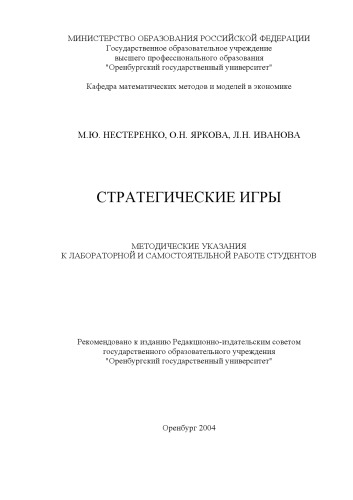 МИНИСТЕРСТВО ОБРАЗОВАНИЯ РОССИЙСКОЙ ФЕДЕРАЦИИ
Государственное образовательное учреждение
высшего профессионального образования
"Оренбургский государственный университет"
Кафедра математических методов и моделей в экономике
М.Ю. НЕСТЕРЕНКО, О.Н. ЯРКОВА, Л.Н. ИВАНОВА
СТРАТЕГИЧЕСКИЕ ИГРЫ
МЕТОДИЧЕСКИЕ УКАЗАНИЯ
К ЛАБОРАТОРНОЙ И САМОСТОЯТЕЛЬНОЙ РАБОТЕ СТУДЕНТОВ
Рекомендовано к изданию Редакционно-издательским советом
государственного образовательного учреждения
"Оренбургский государственный университет"
Оренбург 2004